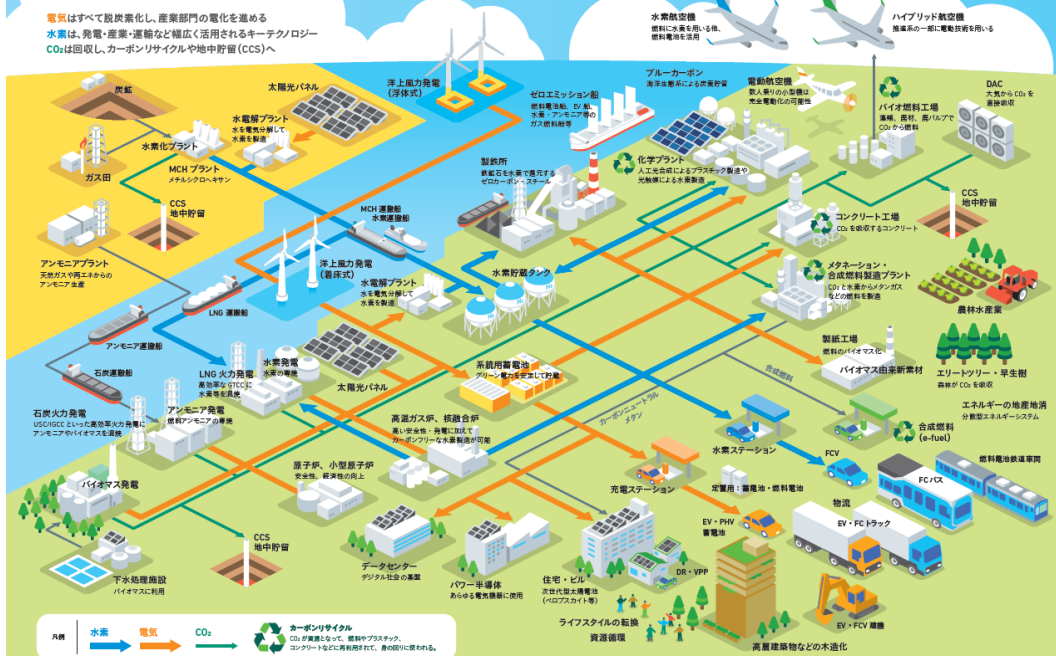 電気はすべて脱炭素化し、産業部門の電化を進める
水素は、発電・産業・運輸など幅広く活用されるキーテクノロジー
CO₂は回収し、カーボンリサイクルや地中貯留(CCS)へ
水素航空機
燃料に水素を用いる他、
燃料電池を活用
ハイブリッド航空機
推進系の一部に電動技術を用いる
炭鉱
太陽光パネル
洋上風力発電
(浮体式)
ゼロエミッション船
燃料電池船、EV船、
水素・アンモニア等の
ガス燃料船等
ブルーカーボン
海洋生態系による炭素貯留
電動航空機
数人乗りの小型機は
完全電動化の可能性
バイオ燃料工場
藻類、廃材、廃パルプで
CO₂から燃料
DAC
大気からCO₂を
直接吸収
水電解プラント
水を電気分解して
水素を製造
水素化プラント
ガス田
MCHプラント
メチルシクロヘキサン
製鉄所
鉄鉱石を水素で還元する
ゼロカーボン・スチール
化学プラント
人工光合成によるプラスチック製造や
光触媒による水素製造
CCS
地中貯留
CCS
地中貯留
MCH運搬船
水素運搬船
コンクリート工場
CO₂を吸収するコンクリート
アンモニアプラント
天然ガスや再エネからの
アンモニア生産
洋上風力発電
(着床式)
水電解プラント
水を電気分解して
水素を製造
水素貯蔵タンク
メタネーション・
合成燃料製造プラント
CO₂と水素からメタンガス
などの燃料を製造
農林水産業
LNG運搬船
アンモニア運搬船
石炭運搬船
LNG火力発電
高効率なGTCCに
水素等を混焼
水素発電
水素の専焼
太陽光パネル
系統用蓄電池
グリーン電力を安定して貯蔵
製紙工場
燃料のバイオマス化
バイオマス由来新素材
エリートツリー・早生樹
森林がCO₂を吸収
合成燃料
カーボンニュートラル
メタン
石炭火力発電
USC/IGCCといった高効率火力発電に
アンモニアやバイオマスを混焼
アンモニア発電
燃料アンモニアの専焼
高温ガス炉、核融合炉
高い安全性・発電に加えて
カーボンフリーな水素製造が可能
エネルギーの地産地消
分散型エネルギーシステム
合成燃料
(e-fuel)
水素ステーション
FCV
燃料電池鉄道車両
FCバス
原子炉、小型原子炉
安全性、経済性の向上
充電ステーション
定置用:蓄電池・燃料電池
バイオマス発電
物流
EV・FCトラック
EV・PHV
蓄電池
CCS
地中貯留
データセンター
デジタル社会の基盤
パワー半導体
あらゆる電気機器に使用
住宅・ビル
次世代型太陽電池
(ペロブスカイト等)
DR・VPP
下水処理施設
バイオマスに利用
ライフスタイルの転換
資源循環
EV・FCV 建機
高層建築物などの木造化
凡例
水素
電気
CO₂
カーボンリサイクル
CO₂が資源となって、燃料やプラスチック、
コンクリートなどに再利用されて、身の回りに使われる。